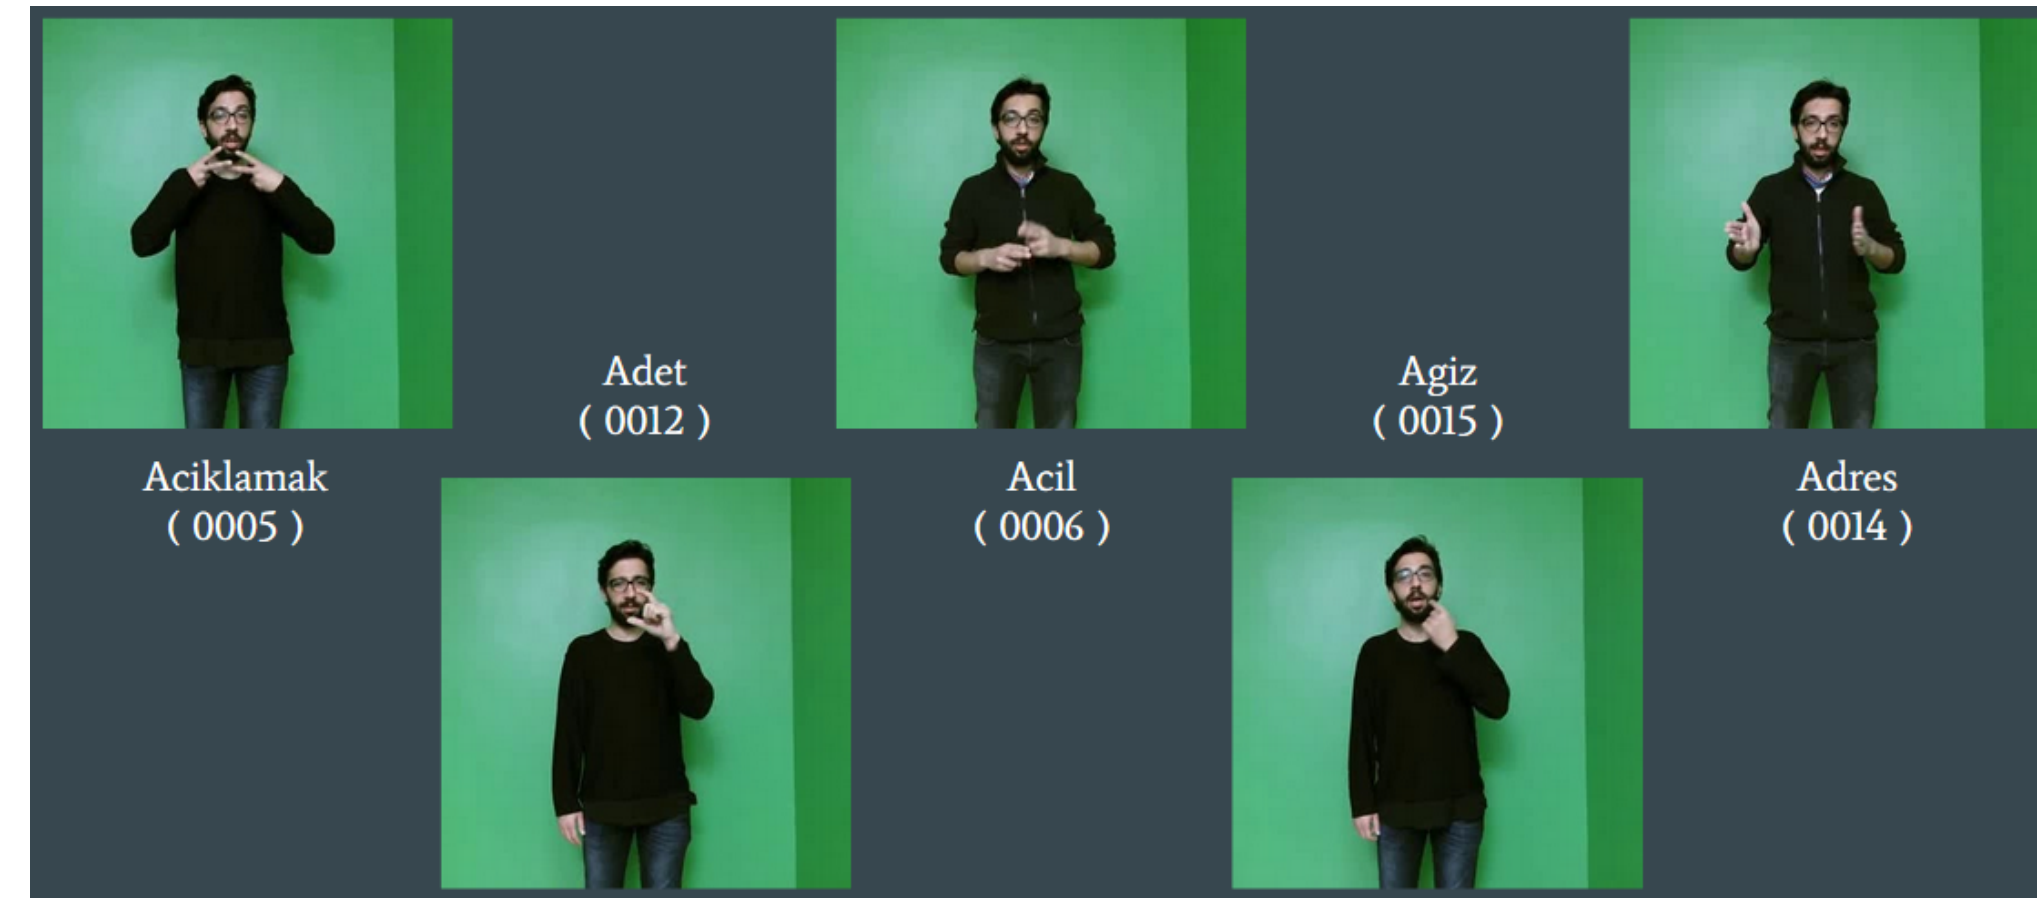 Adet
( 0012 )
Agiz
( 0015 )
Aciklamak
( 0005 )
Acil
( 0006 )
Adres
( 0014 )